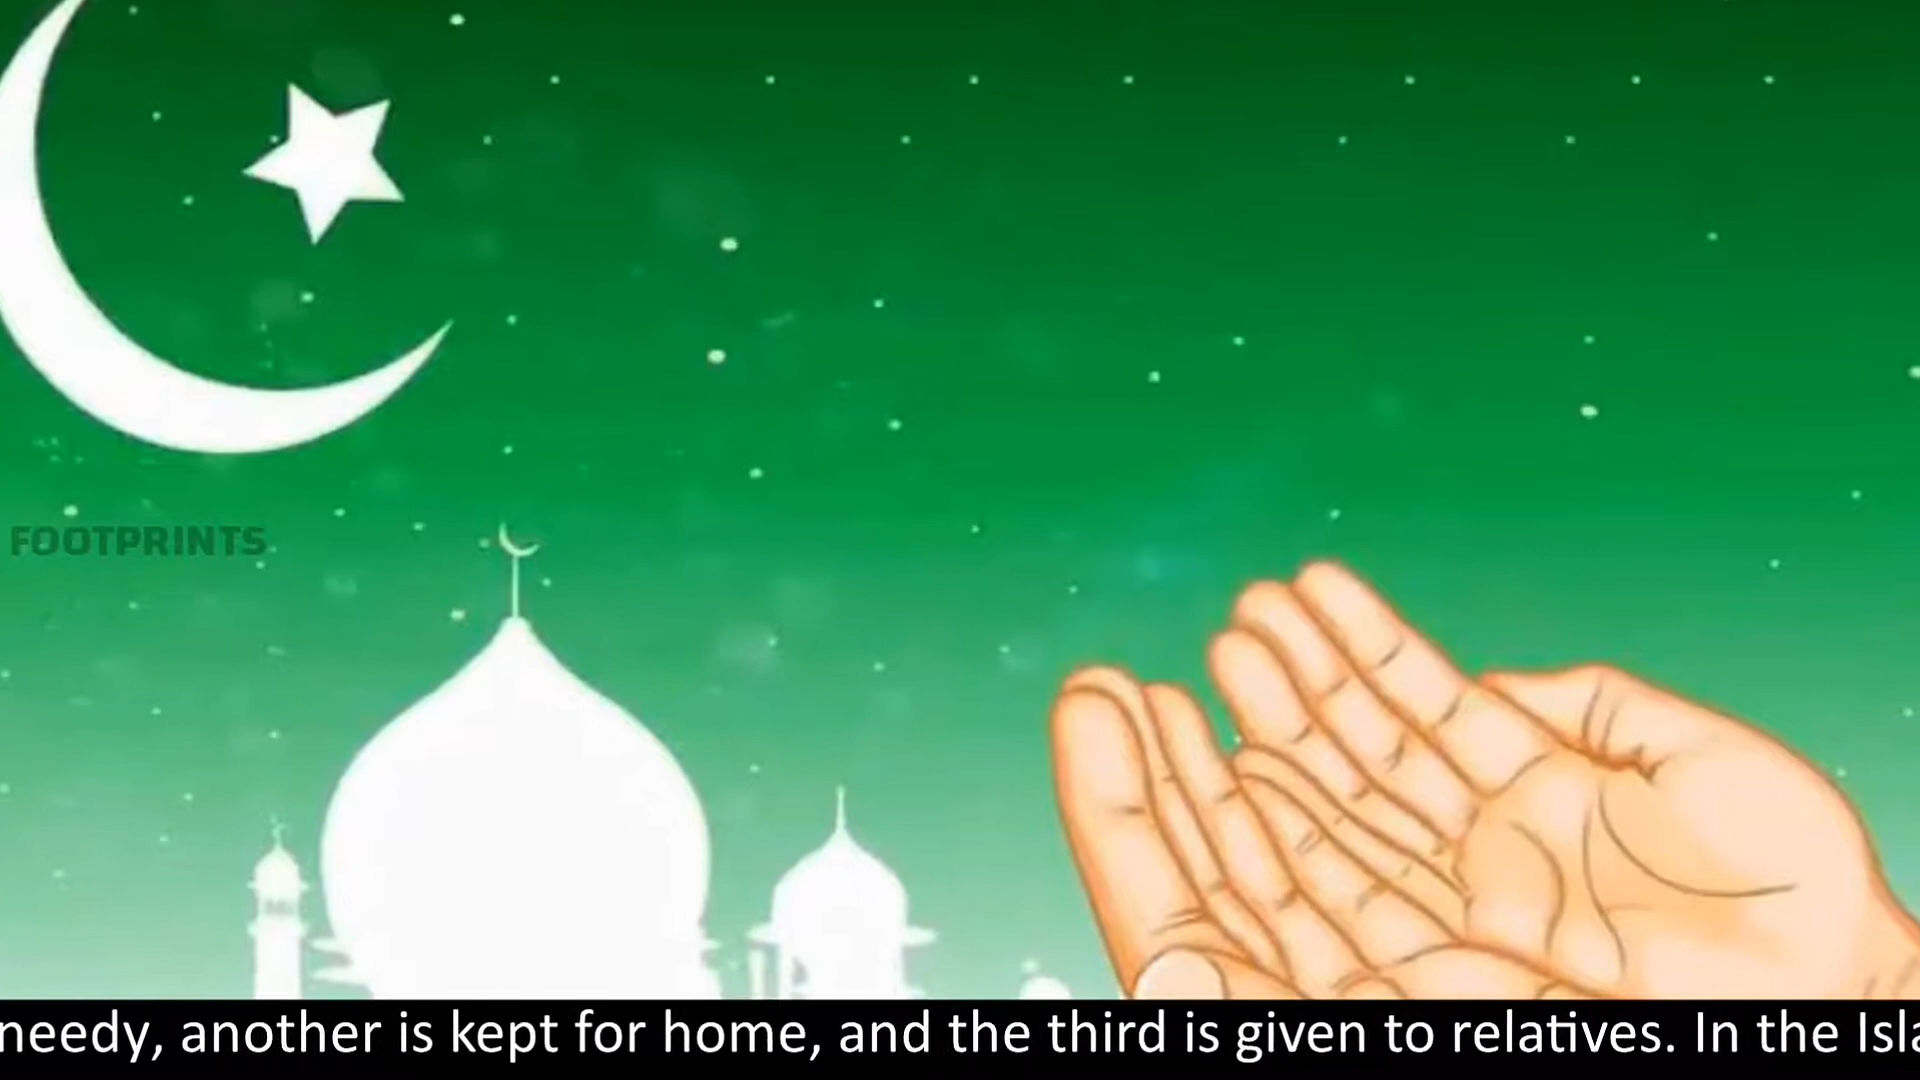 FOOTPRINTS
needy, another is kept for home, and the third is given to relatives. In the Isla